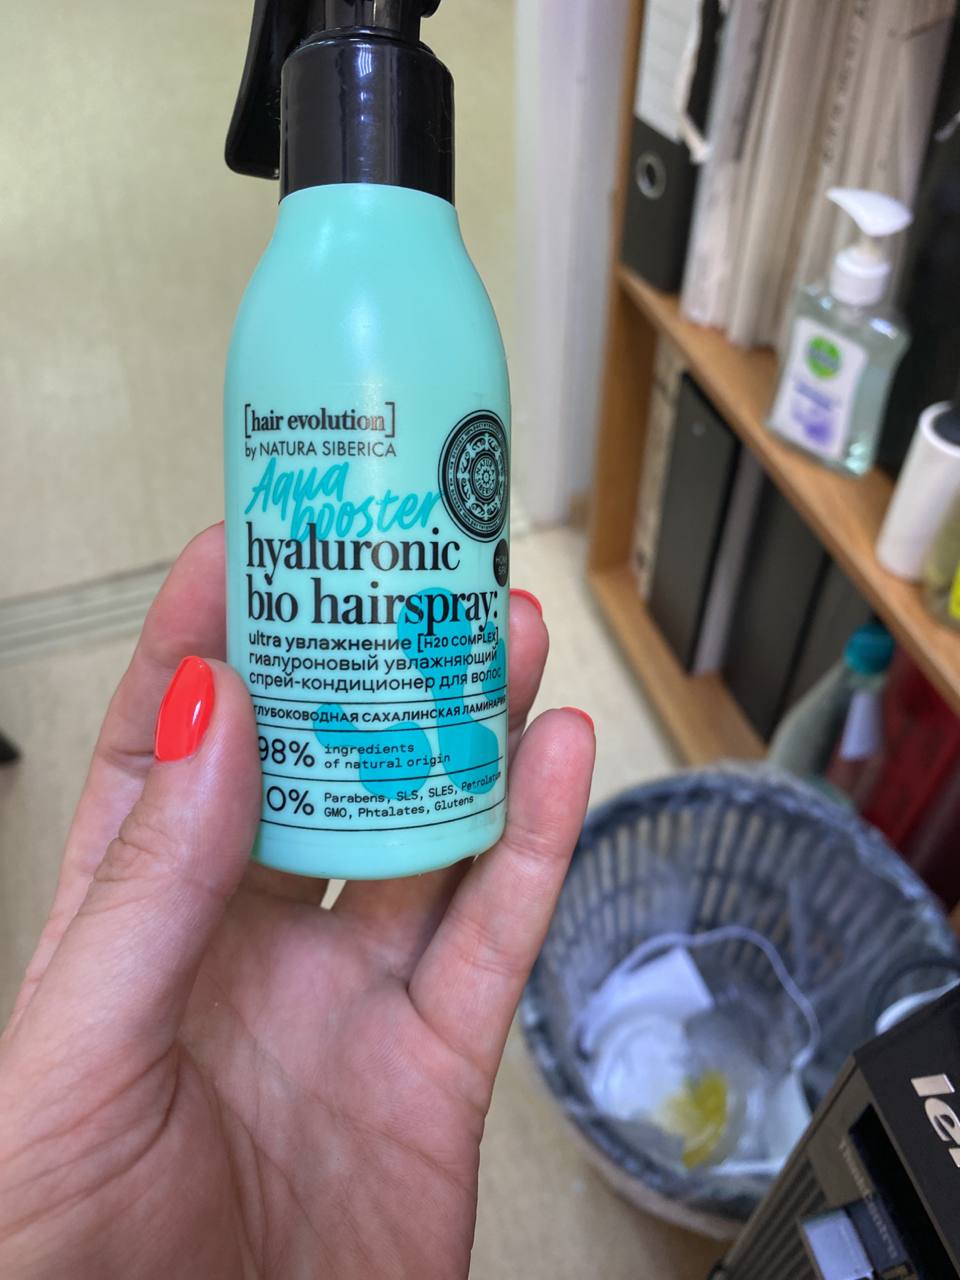 [hair evolution]
by NATURA SIBERICA
Aqua
booster
hyaluronic
bio hairspray:
ultra увлажнение [H2O COMPLEX]
гиалуроновый увлажняющий
спрей-кондиционер для волос
ГЛУБОКОВОДНАЯ САХАЛИНСКАЯ ЛАМИНАРИЯ
98% ingredients
of natural origin
0% Parabens, SLS, SLES, Petrolatum
GMO, Phtalates, Glutens